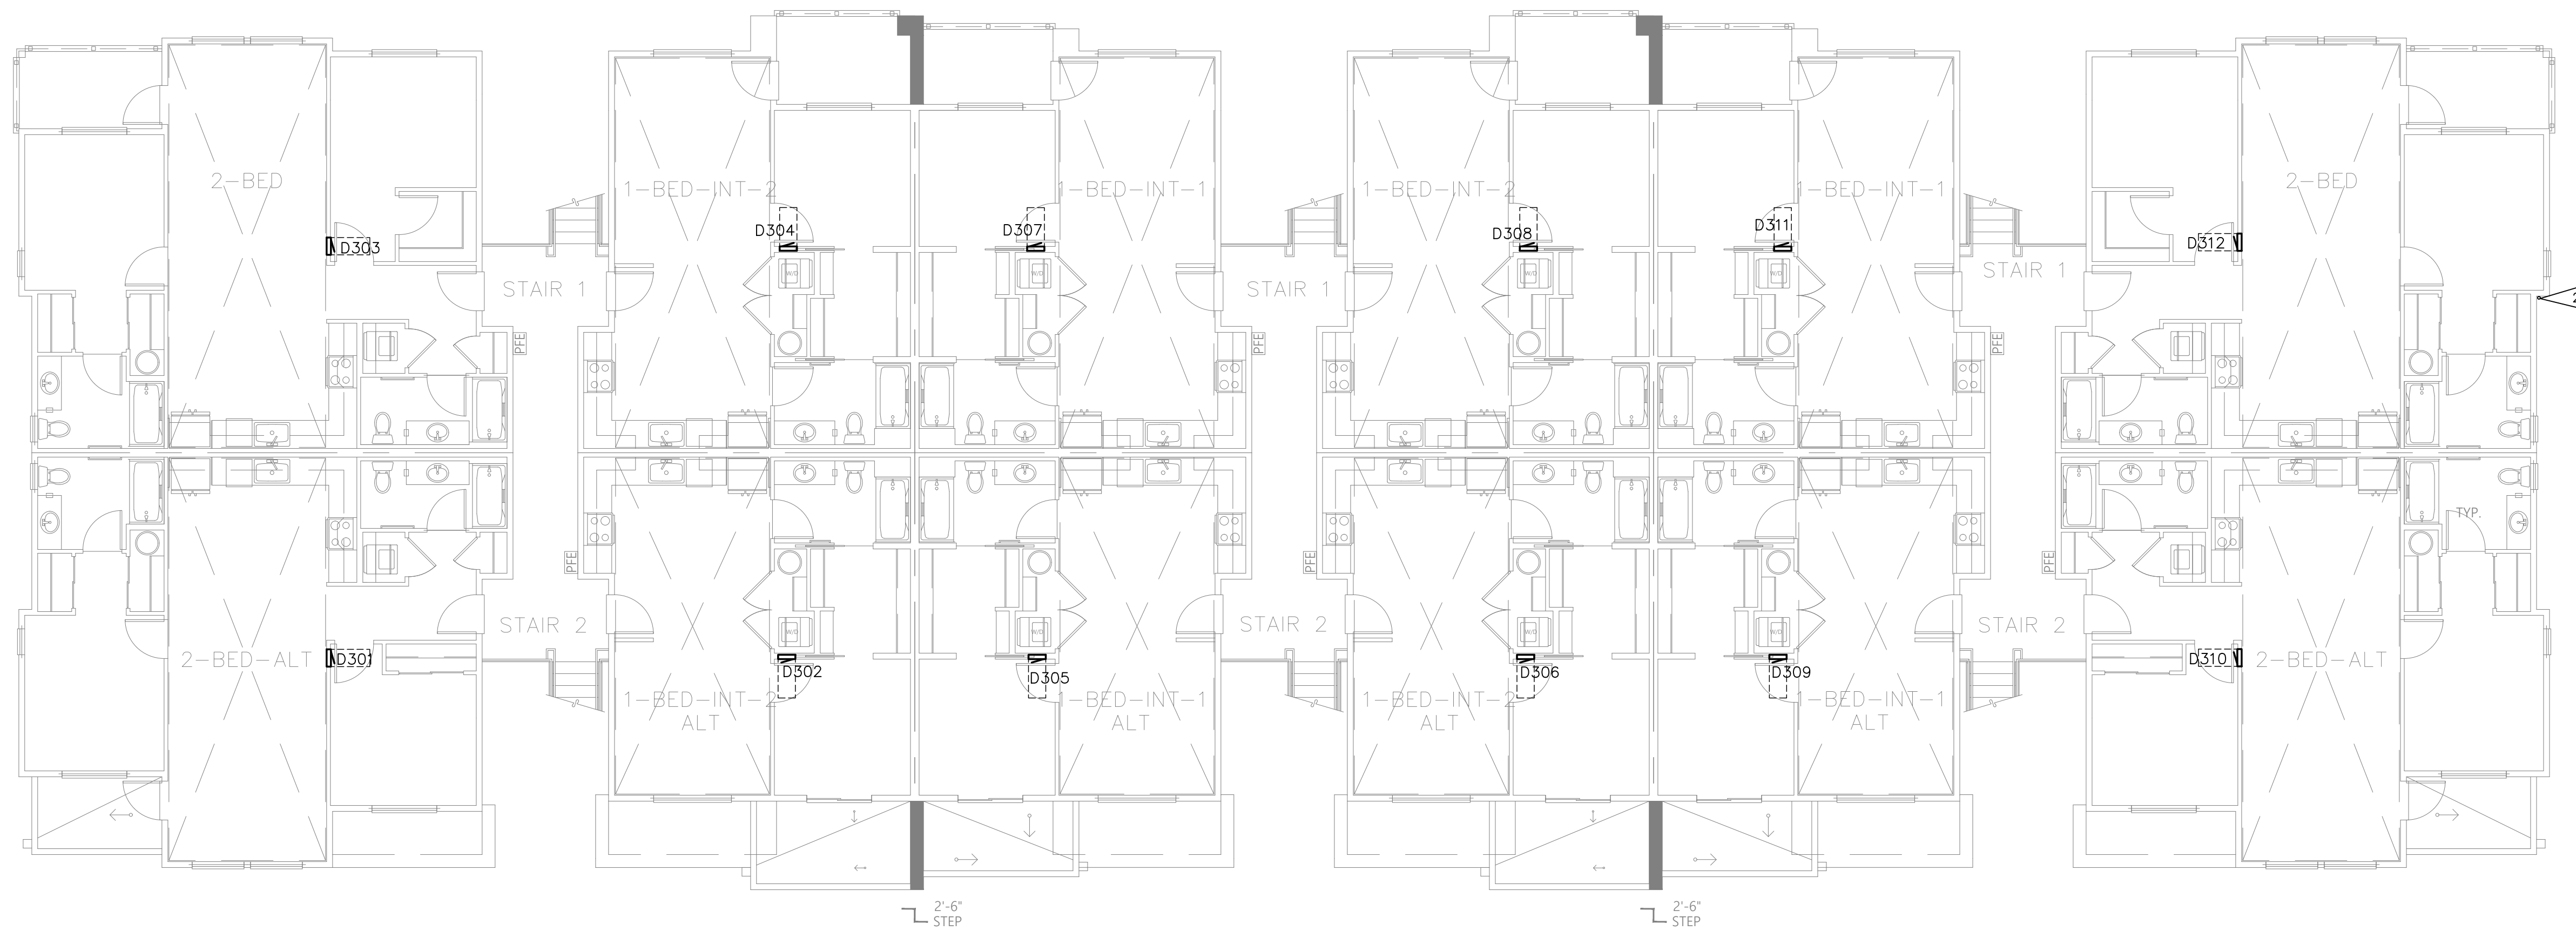 2-BED
2-BED
1-BED-INT-2
1-BED-INT-1
1-BED-INT-2
1-BED-INT-1
D303
D304
D307
D308
D311
D312
STAIR 1
STAIR 1
STAIR 1
W/D
W/D
W/D
W/D
2
PFE
PFE
PFE
TYP.
PFE
PFE
PFE
STAIR 2
STAIR 2
STAIR 2
W/D
W/D
W/D
W/D
2-BED-ALT
D301
D302
D305
D306
D309
D310
2-BED-ALT
1-BED-INT-2
ALT
1-BED-INT-1
ALT
1-BED-INT-2
ALT
1-BED-INT-1
ALT
2'-6"
STEP
2'-6"
STEP